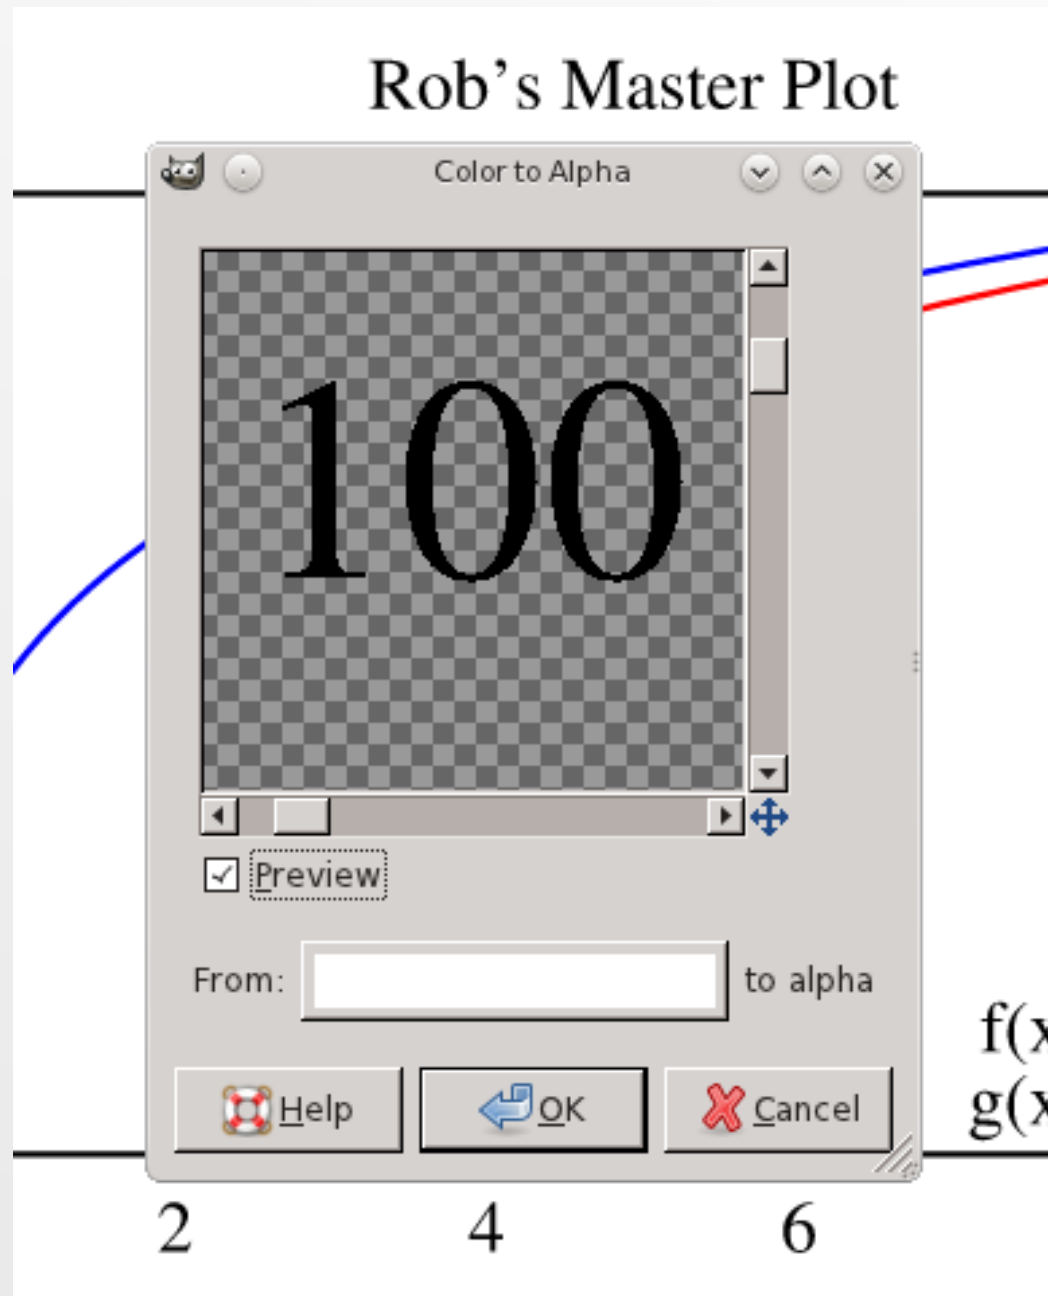 Rob's Master Plot
Color to Alpha
100
Preview
From: to alpha
f(x
g(x
Help OK Cancel
2 4 6